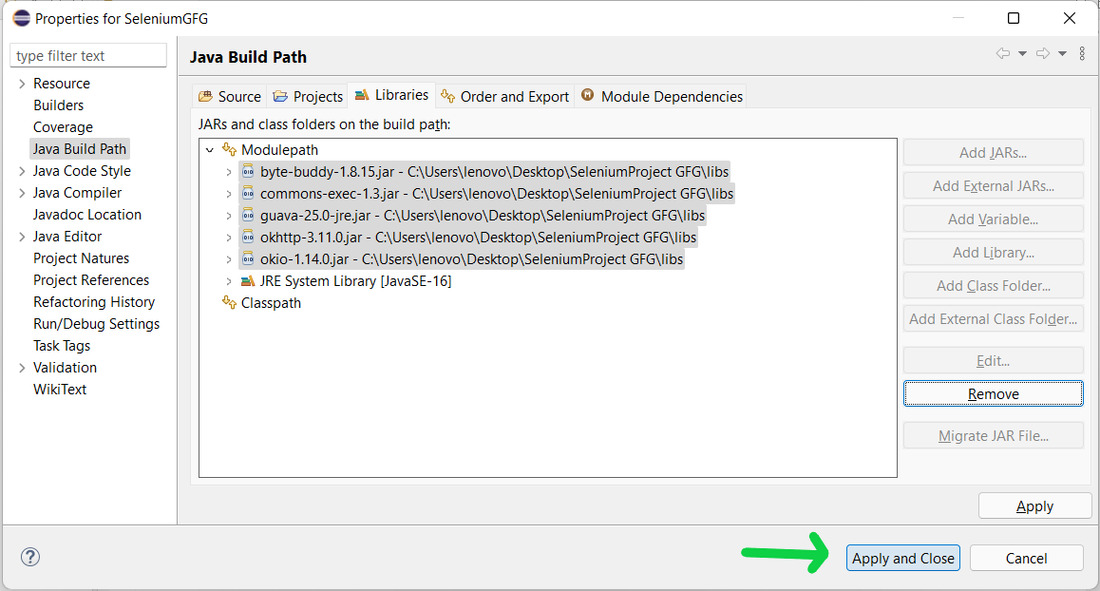 Properties for SeleniumGFG
type filter text
Resource
Builders
Coverage
Java Build Path
Java Code Style
Java Compiler
Javadoc Location
Java Editor
Project Natures
Project References
Refactoring History
Run/Debug Settings
Task Tags
Validation
WikiText
Java Build Path
Source Projects Libraries Order and Export Module Dependencies
JARs and class folders on the build path:
Modulepath
byte-buddy-1.8.15.jar - C:\Users\lenovo\Desktop\SeleniumProject GFG\libs
commons-exec-1.3.jar - C:\Users\lenovo\Desktop\SeleniumProject GFG\libs
guava-25.0-jre.jar - C:\Users\lenovo\Desktop\SeleniumProject GFG\libs
okhttp-3.11.0.jar - C:\Users\lenovo\Desktop\SeleniumProject GFG\libs
okio-1.14.0.jar - C:\Users\lenovo\Desktop\SeleniumProject GFG\libs
JRE System Library [JavaSE-16]
Classpath
Add JARs...
Add External JARs...
Add Variable...
Add Library...
Add Class Folder...
Add External Class Folder...
Edit...
Remove
Migrate JAR File...
Apply
Apply and Close
Cancel